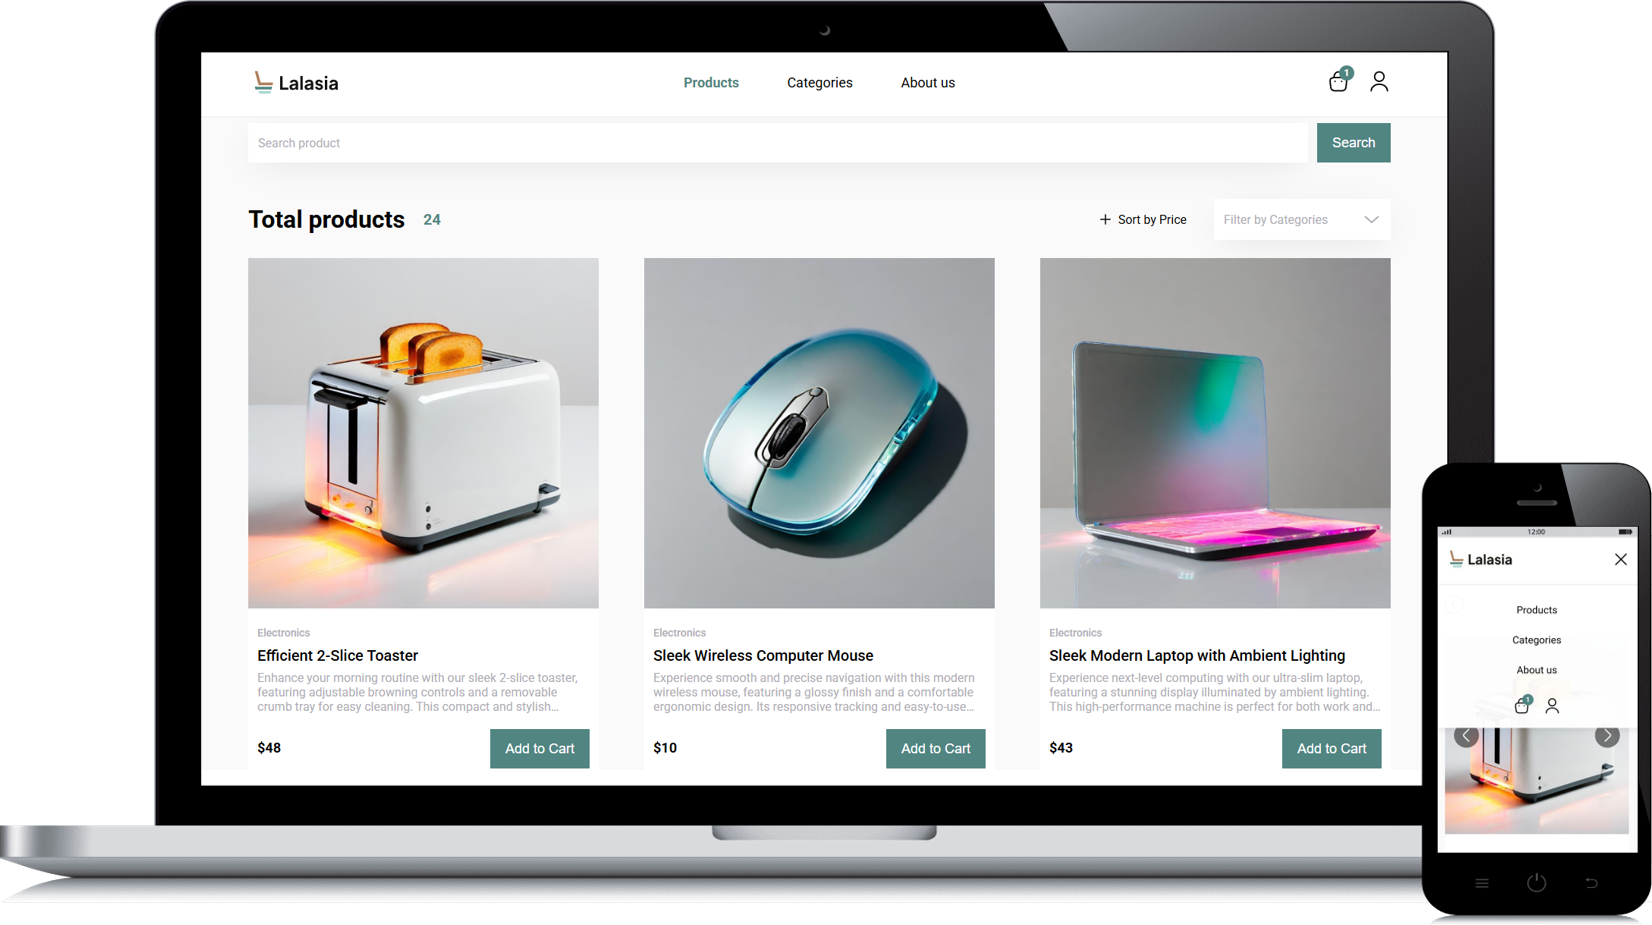 Lalasia
Products
Categories
About us
1
Search product
Search
Total products 24
+ Sort by Price
Filter by Categories
Electronics
Efficient 2-Slice Toaster
Enhance your morning routine with our sleek 2-slice toaster,
featuring adjustable browning controls and a removable
crumb tray for easy cleaning. This compact and stylish...
$48
Add to Cart
Electronics
Sleek Wireless Computer Mouse
Experience smooth and precise navigation with this modern
wireless mouse, featuring a glossy finish and a comfortable
ergonomic design. Its responsive tracking and easy-to-use...
$10
Add to Cart
Electronics
Sleek Modern Laptop with Ambient Lighting
Experience next-level computing with our ultra-slim laptop,
featuring a stunning display illuminated by ambient lighting.
This high-performance machine is perfect for both work and...
$43
Add to Cart
12:00
Lalasia
Products
Categories
About us
1